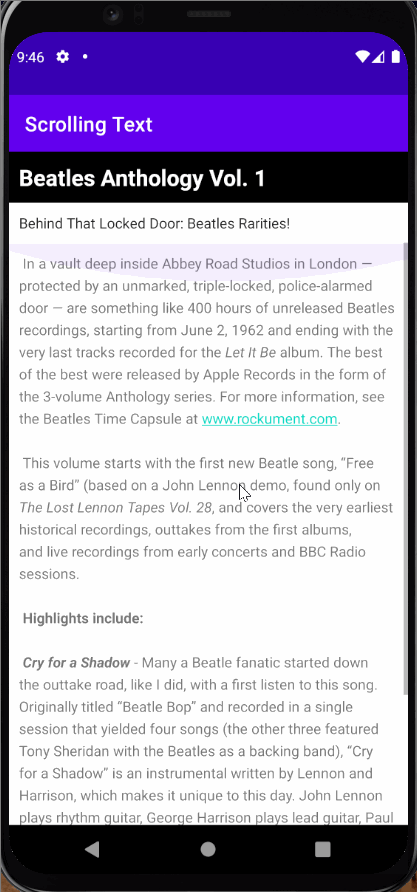 9:46
Scrolling Text
Beatles Anthology Vol. 1
Behind That Locked Door: Beatles Rarities!
In a vault deep inside Abbey Road Studios in London —
protected by an unmarked, triple-locked, police-alarmed
door — are something like 400 hours of unreleased Beatles
recordings, starting from June 2, 1962 and ending with the
very last tracks recorded for the Let It Be album. The best
of the best were released by Apple Records in the form of
the 3-volume Anthology series. For more information, see
the Beatles Time Capsule at www.rockument.com.
This volume starts with the first new Beatle song, “Free
as a Bird” (based on a John Lennon demo, found only on
The Lost Lennon Tapes Vol. 28, and covers the very earliest
historical recordings, outtakes from the first albums,
and live recordings from early concerts and BBC Radio
sessions.
Highlights include:
Cry for a Shadow - Many a Beatle fanatic started down
the outtake road, like I did, with a first listen to this song.
Originally titled “Beatle Bop” and recorded in a single
session that yielded four songs (the other three featured
Tony Sheridan with the Beatles as a backing band), “Cry
for a Shadow” is an instrumental written by Lennon and
Harrison, which makes it unique to this day. John Lennon
plays rhythm guitar, George Harrison plays lead guitar, Paul